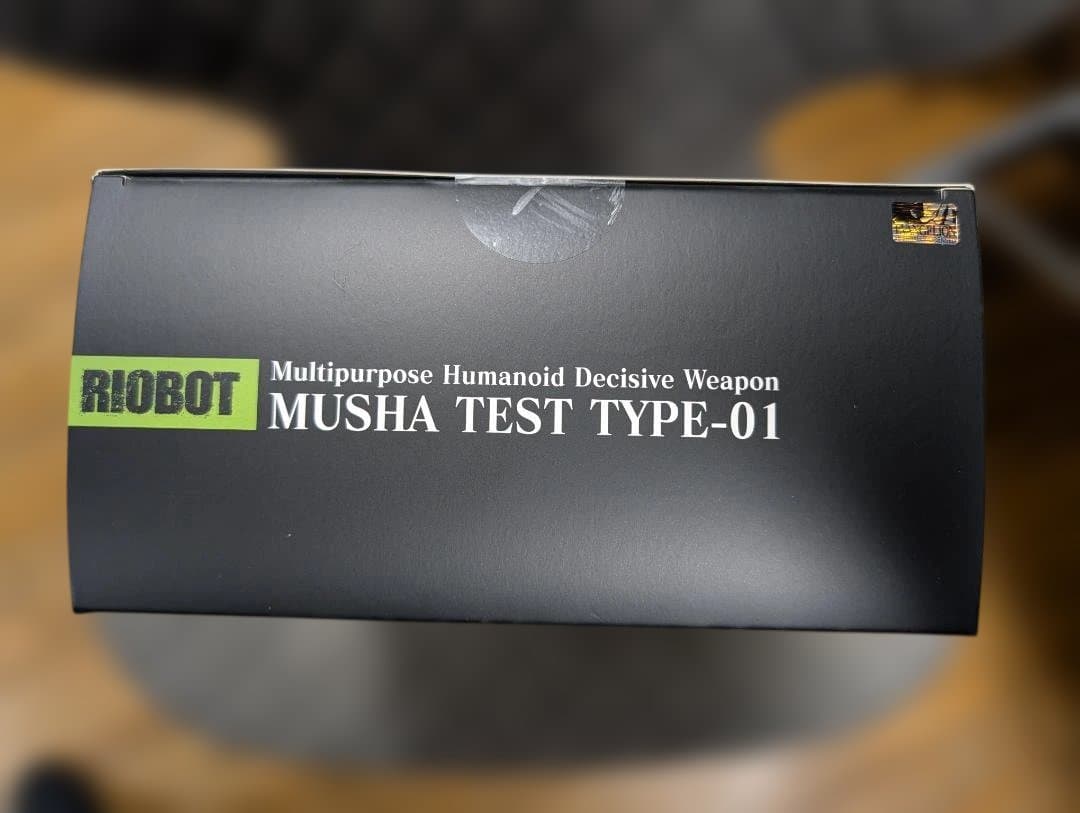 RIOBOT
Multipurpose Humanoid Decisive Weapon
MUSHA TEST TYPE-01